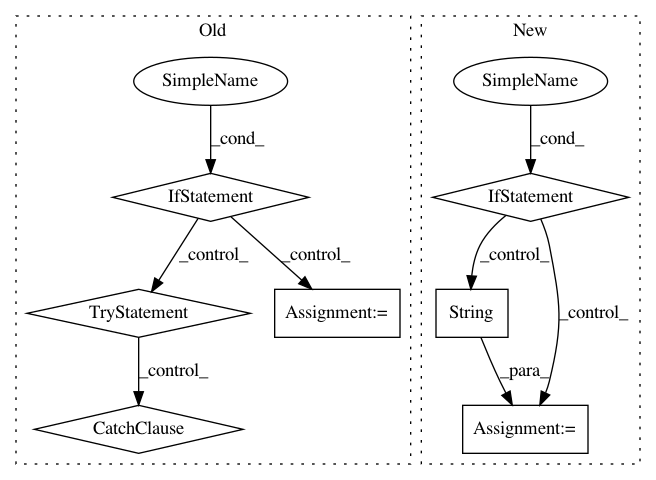 Old
New
SimpleName
SimpleName
_cond_
_cond_
IfStatement
IfStatement
_control_
_control_
_control_
_control_
TryStatement
Assignment:=
String
_control_
_para_
CatchClause
Assignment:=